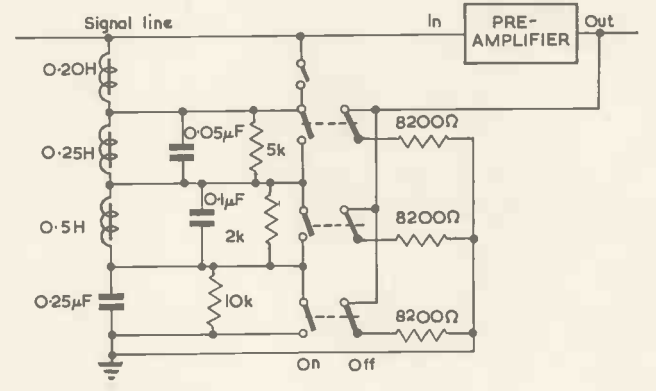 Signal line
In
PRE-
AMPLIFIER
Out
0·20H
0·05μF
5k
8200Ω
0·25H
0·1μF
2k
8200Ω
0·5H
0·25μF
10k
8200Ω
On
Off